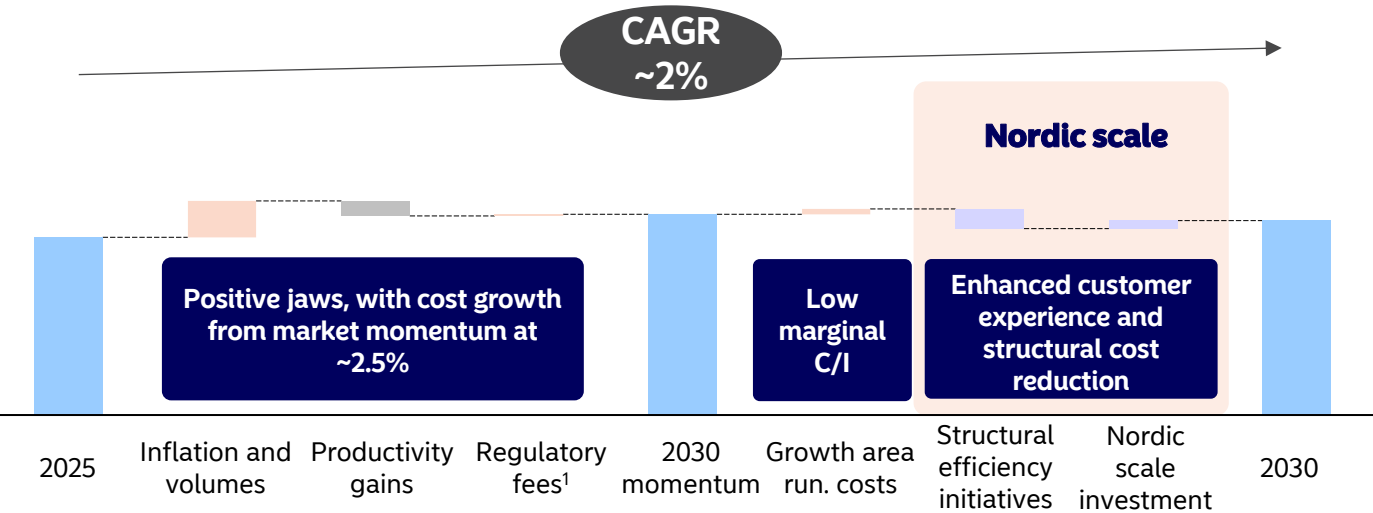 CAGR
~2%
Nordic scale
Positive jaws, with cost growth
from market momentum at
~2.5%
Low
marginal
C/I
Enhanced customer
experience and
structural cost
reduction
2025
Inflation and
volumes
Productivity
gains
Regulatory
fees¹
2030
momentum
Growth area
run. costs
Structural
efficiency
initiatives
Nordic
scale
investment
2030